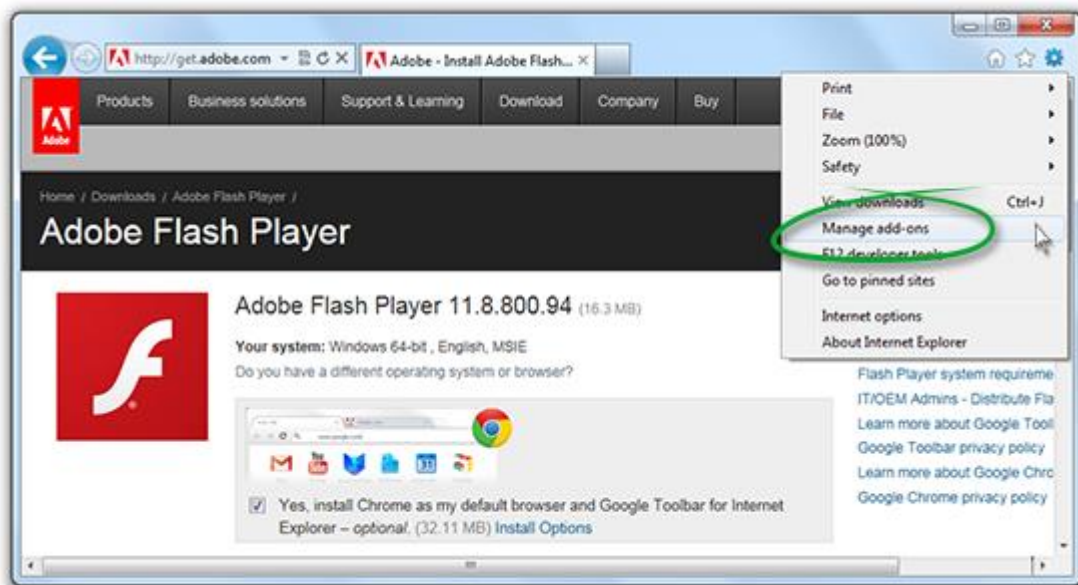 http://get.adobe.com
Adobe - Install Adobe Flash...
Adobe
Products Business solutions Support & Learning Download Company Buy
Home / Downloads / Adobe Flash Player /
Adobe Flash Player
Print
File
Zoom (100%)
Safety
View downloads Ctrl+J
Manage add-ons
F12 developer tools
Go to pinned sites
Internet options
About Internet Explorer
Adobe Flash Player 11.8.800.94 (16.3 MB)
Your system: Windows 64-bit , English, MSIE
Do you have a different operating system or browser?
Yes, install Chrome as my default browser and Google Toolbar for Internet
Explorer – optional. (32.11 MB) Install Options
Flash Player system requireme
IT/OEM Admins - Distribute Fla
Learn more about Google Tool
Google Toolbar privacy policy
Learn more about Google Chro
Google Chrome privacy policy